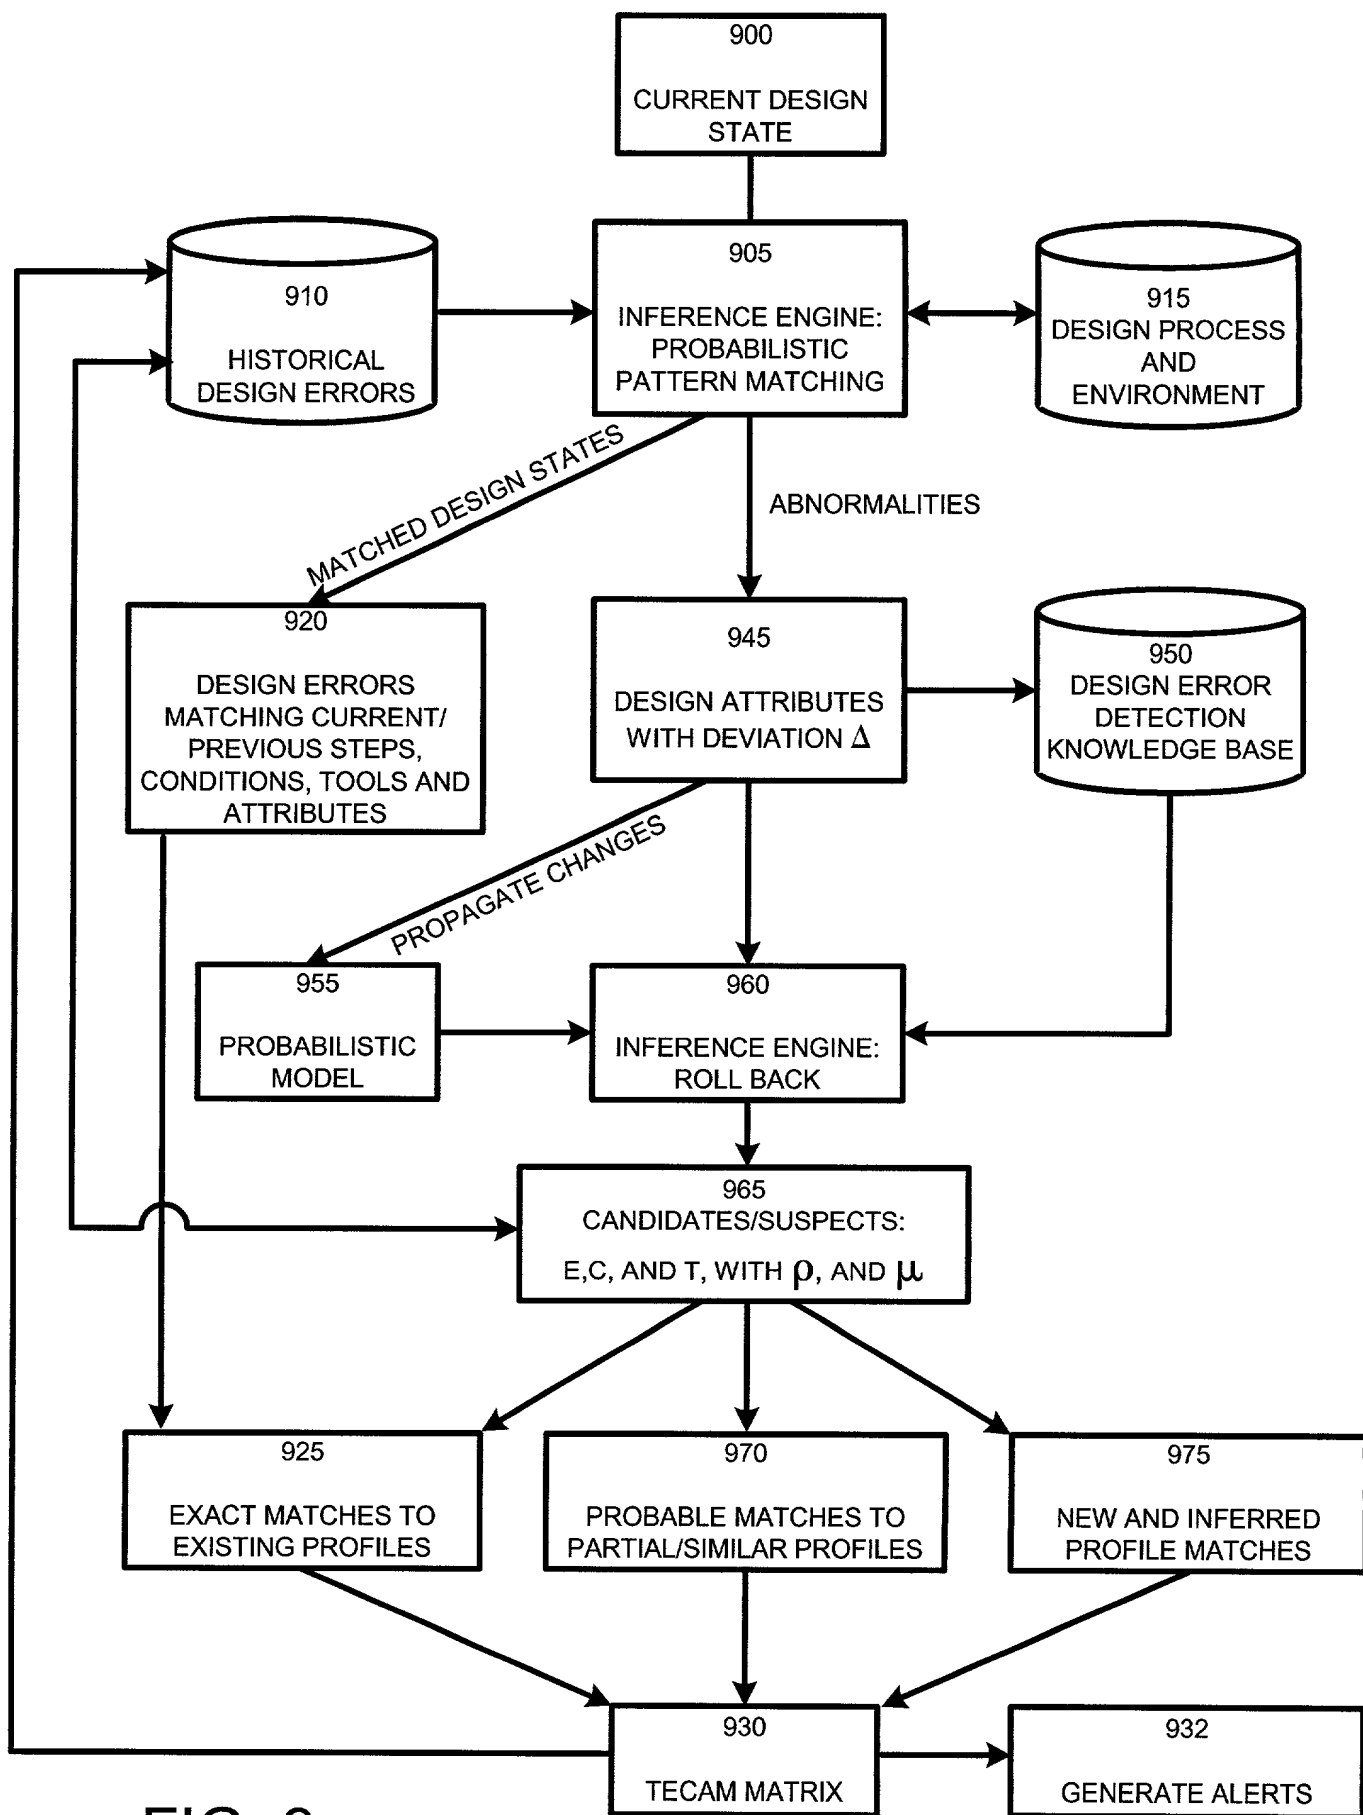 900
CURRENT DESIGN
STATE
910
HISTORICAL
DESIGN ERRORS
905
INFERENCE ENGINE:
PROBABILISTIC
PATTERN MATCHING
915
DESIGN PROCESS
AND
ENVIRONMENT
MATCHED DESIGN STATES
ABNORMALITIES
920
DESIGN ERRORS
MATCHING CURRENT/
PREVIOUS STEPS,
CONDITIONS, TOOLS AND
ATTRIBUTES
945
DESIGN ATTRIBUTES
WITH DEVIATION Δ
950
DESIGN ERROR
DETECTION
KNOWLEDGE BASE
PROPAGATE CHANGES
955
PROBABILISTIC
MODEL
960
INFERENCE ENGINE:
ROLL BACK
965
CANDIDATES/SUSPECTS:
E,C, AND T, WITH ρ, AND μ
925
EXACT MATCHES TO
EXISTING PROFILES
970
PROBABLE MATCHES TO
PARTIAL/SIMILAR PROFILES
975
NEW AND INFERRED
PROFILE MATCHES
930
TECAM MATRIX
932
GENERATE ALERTS